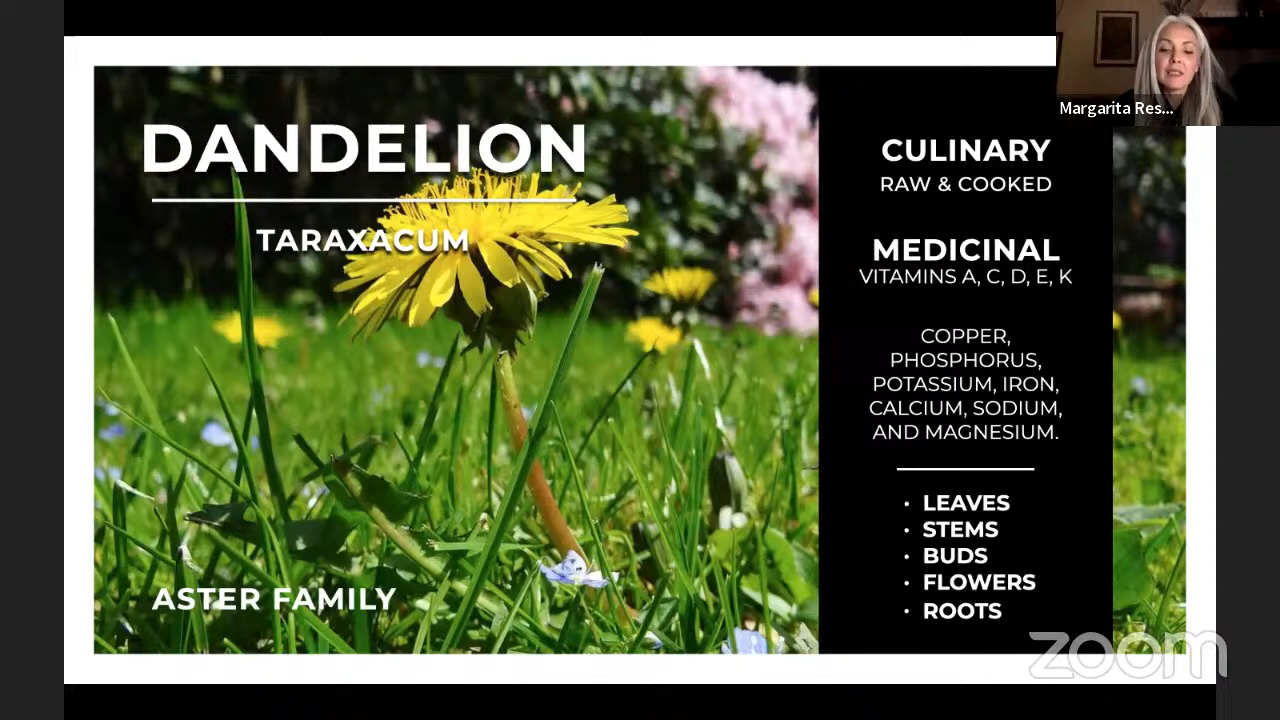 DANDELION
TARAXACUM
ASTER FAMILY
CULINARY
RAW & COOKED
MEDICINAL
VITAMINS A, C, D, E, K
COPPER,
PHOSPHORUS,
POTASSIUM, IRON,
CALCIUM, SODIUM,
AND MAGNESIUM.
• LEAVES
• STEMS
• BUDS
• FLOWERS
• ROOTS
Margarita Res...
zoom